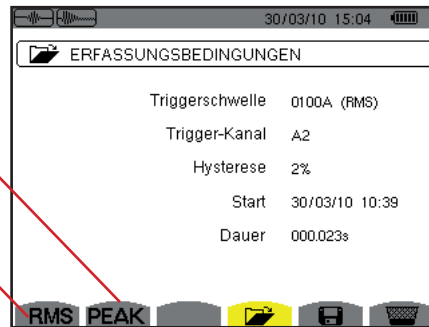 30/03/10 15:04
ERFASSUNGSBEDINGUNGEN
Triggerschwelle 0100A (RMS)
Trigger-Kanal A2
Hysterese 2%
Start 30/03/10 10:39
Dauer 000.023s
RMS PEAK